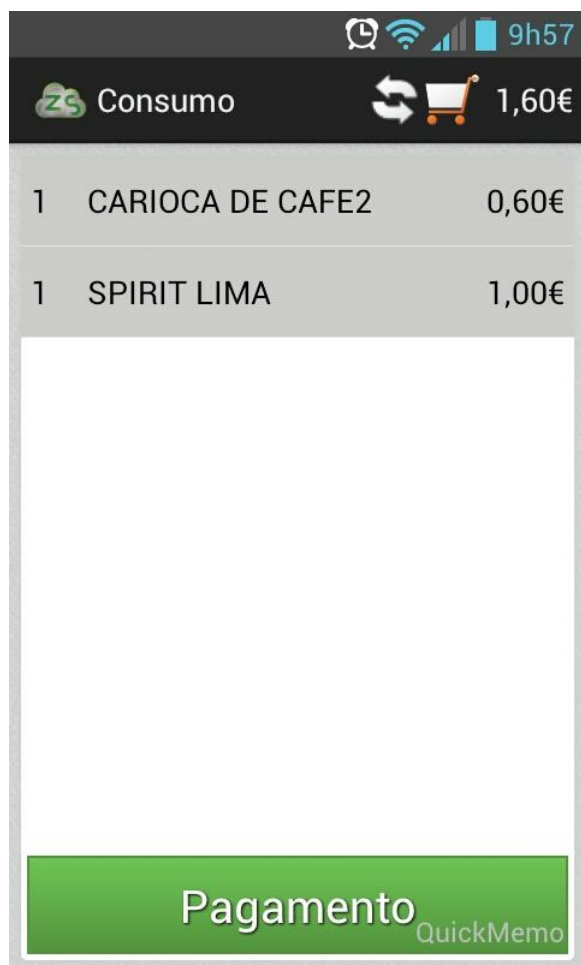 9h57
ZS Consumo 1,60€
1 CARIOCA DE CAFE2 0,60€
1 SPIRIT LIMA 1,00€
Pagamento
QuickMemo